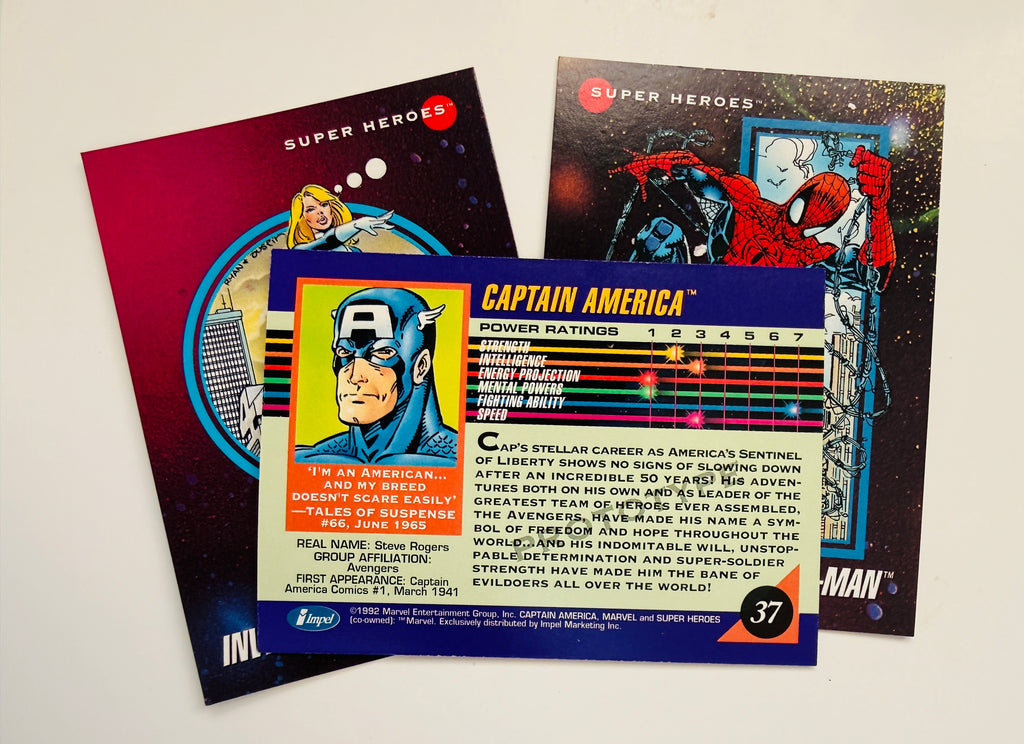 SUPER HEROES™
SUPER HEROES™
RYAN +
CAPTAIN AMERICA™
POWER RATINGS 1 2 3 4 5 6 7
STRENGTH
INTELLIGENCE
ENERGY PROJECTION
MENTAL POWERS
FIGHTING ABILITY
SPEED
A
'I'M AN AMERICAN...
AND MY BREED
DOESN'T SCARE EASILY'
—TALES OF SUSPENSE
#66, JUNE 1965
REAL NAME: Steve Rogers
GROUP AFFILIATION:
Avengers
FIRST APPEARANCE: Captain
America Comics #1, March 1941
CAP'S STELLAR CAREER AS AMERICA'S SENTINEL
OF LIBERTY SHOWS NO SIGNS OF SLOWING DOWN
AFTER AN INCREDIBLE 50 YEARS! HIS ADVEN-
TURES BOTH ON HIS OWN AND AS LEADER OF THE
GREATEST TEAM OF HEROES EVER ASSEMBLED,
THE AVENGERS, HAVE MADE HIS NAME A SYM-
BOL OF FREEDOM AND HOPE THROUGHOUT THE
WORLD...AND HIS INDOMITABLE WILL, UNSTOP-
PABLE DETERMINATION AND SUPER-SOLDIER
STRENGTH HAVE MADE HIM THE BANE OF
EVILDOERS ALL OVER THE WORLD!
PROTOTYPE
Impel
©1992 Marvel Entertainment Group, Inc. CAPTAIN AMERICA, MARVEL and SUPER HEROES
(co-owned): ™Marvel. Exclusively distributed by Impel Marketing Inc.
37
INV
-MAN™